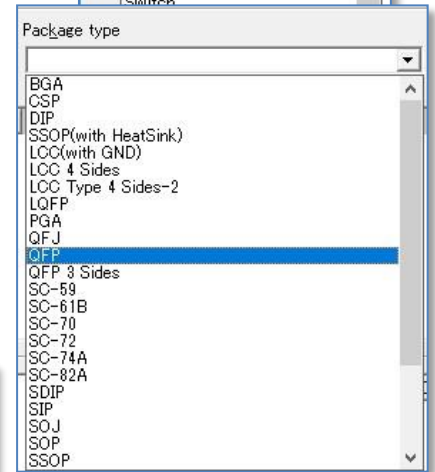 Switch
Package type
BGA
CSP
DIP
SSOP(with HeatSink)
LCC(with GND)
LCC 4 Sides
LCC Type 4 Sides-2
LQFP
PGA
QFJ
QFP
QFP 3 Sides
SC-59
SC-61B
SC-70
SC-72
SC-74A
SC-82A
SDIP
SIP
SOJ
SOP
SSOP